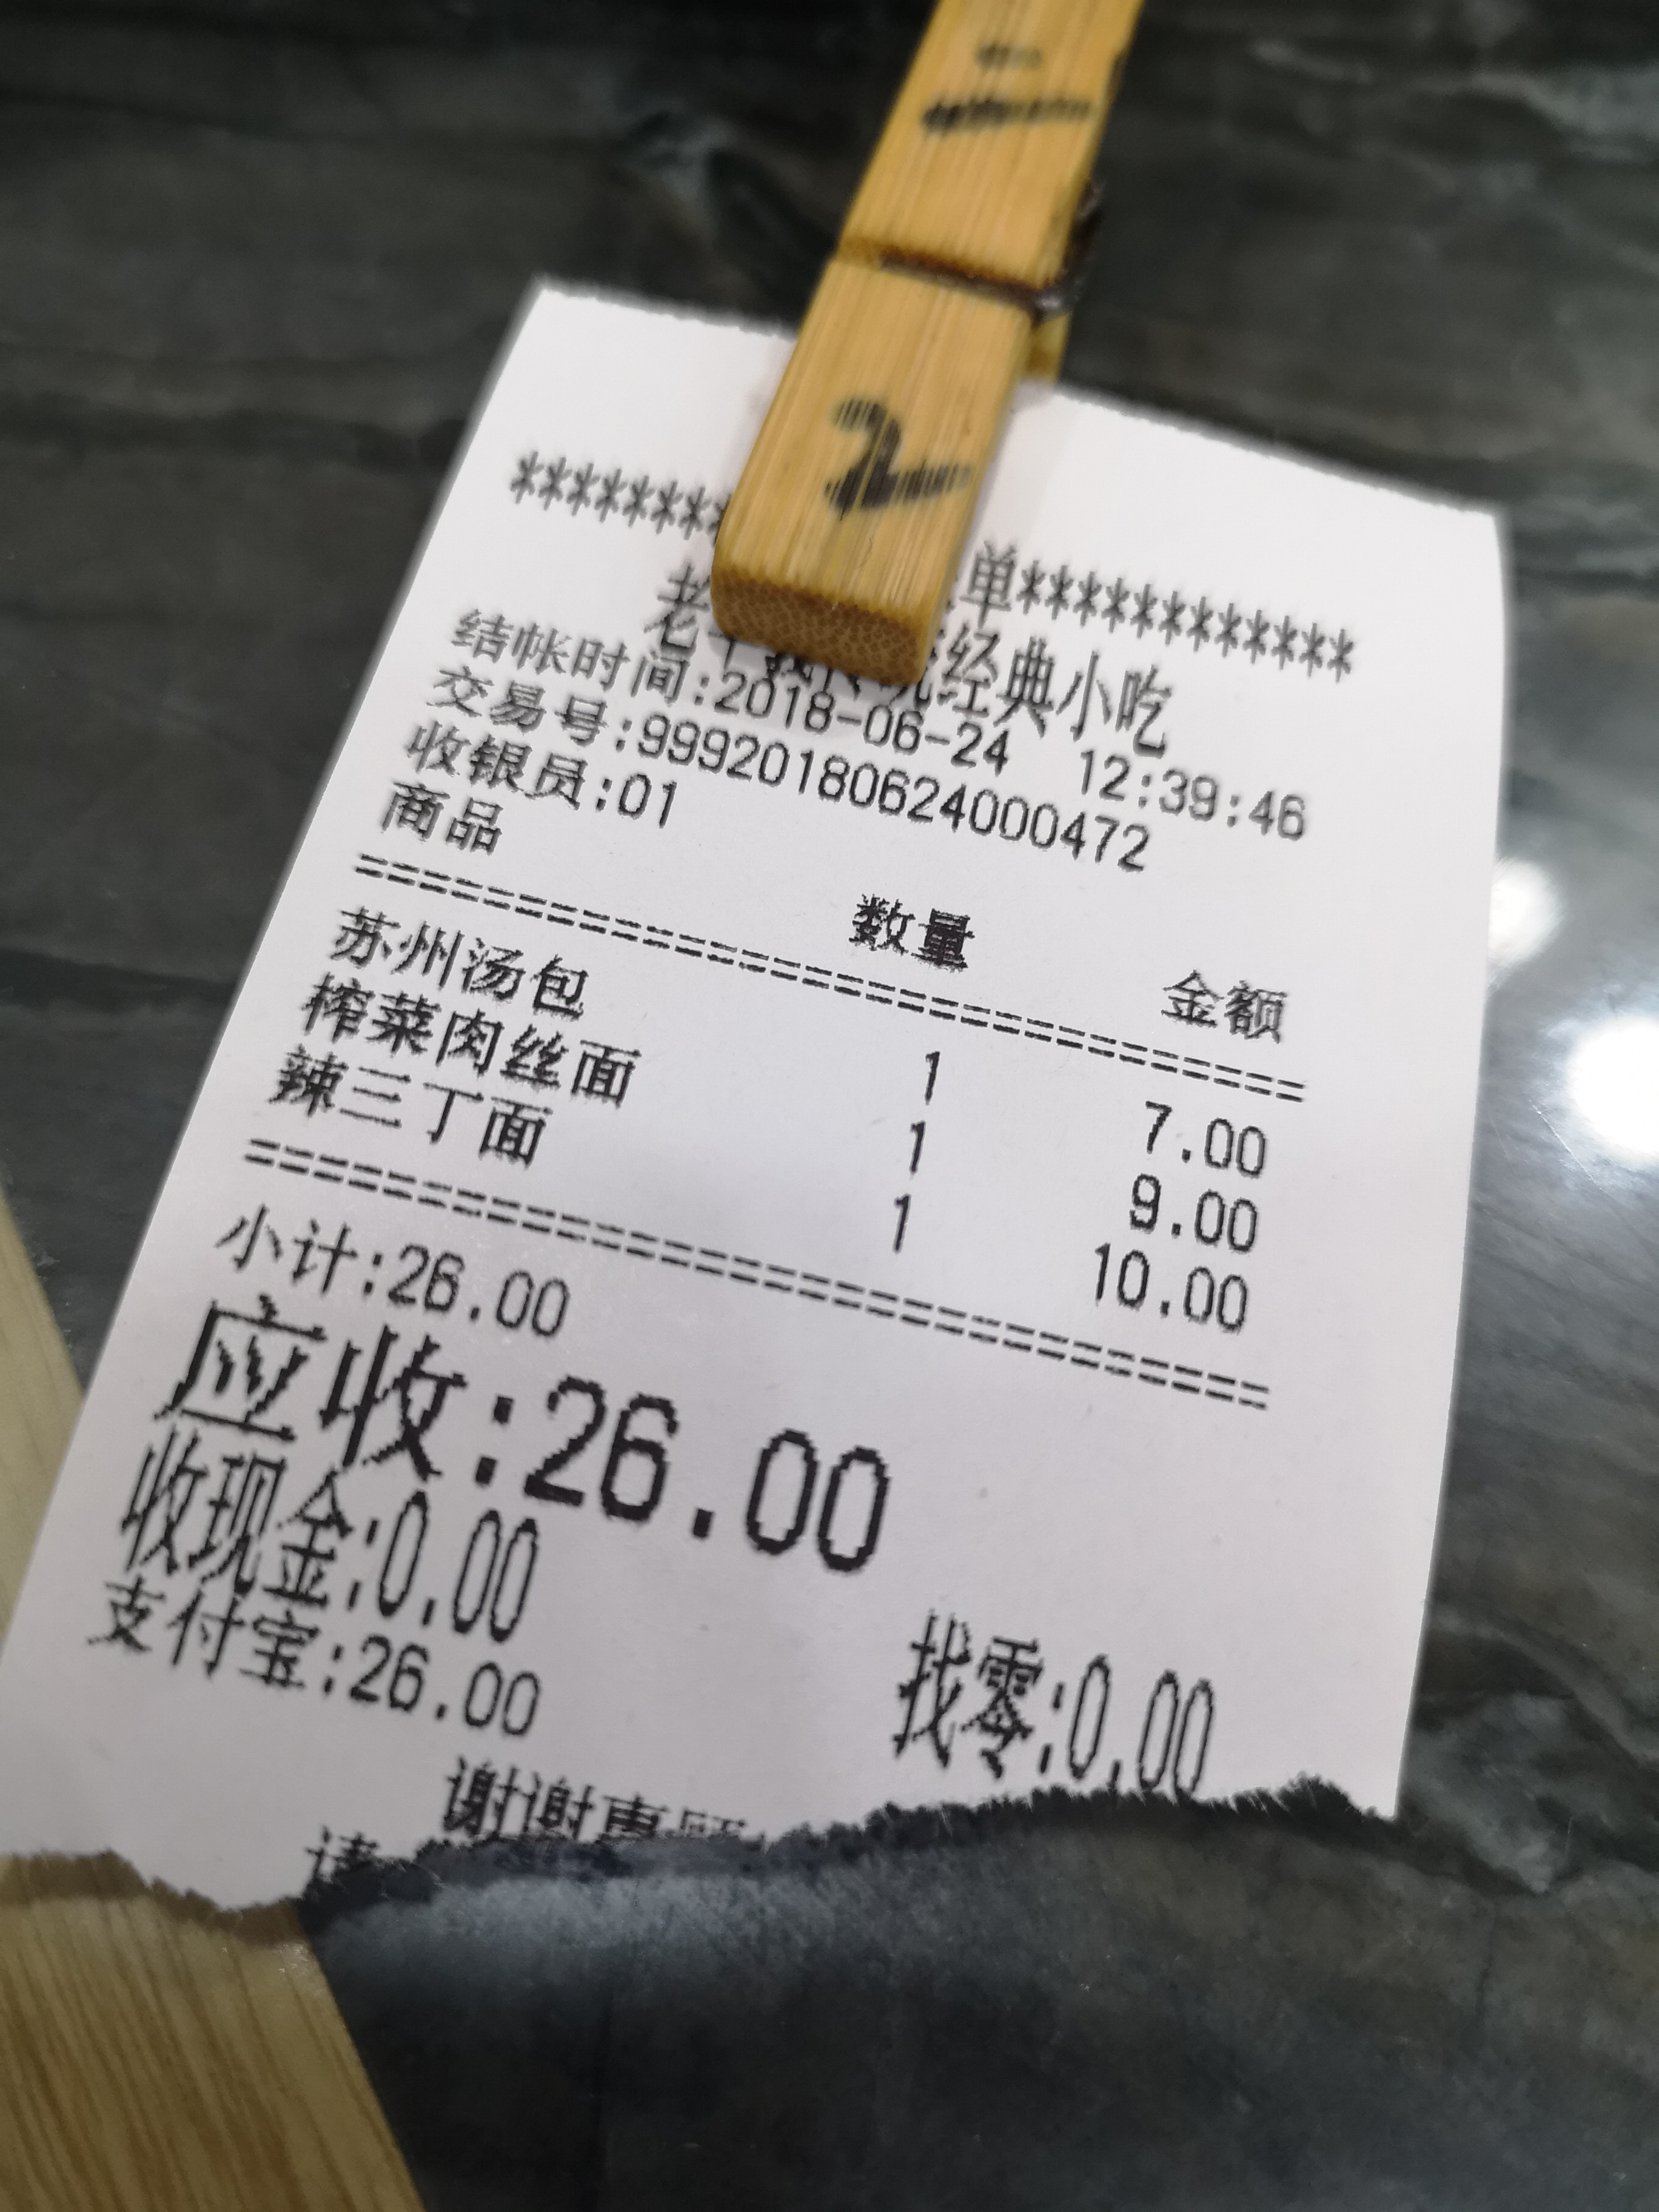 2
********* 单************
老 经典小吃
结帐时间:2018-06-24 12:39:46
交易号:99920180624000472
收银员:01
商品 数量 金额
苏州汤包 1 7.00
榨菜肉丝面 1 9.00
辣三丁面 1 10.00
小计:26.00
应收:26.00
收现金:0.00 找零:0.00
支付宝:26.00
谢谢惠顾
请